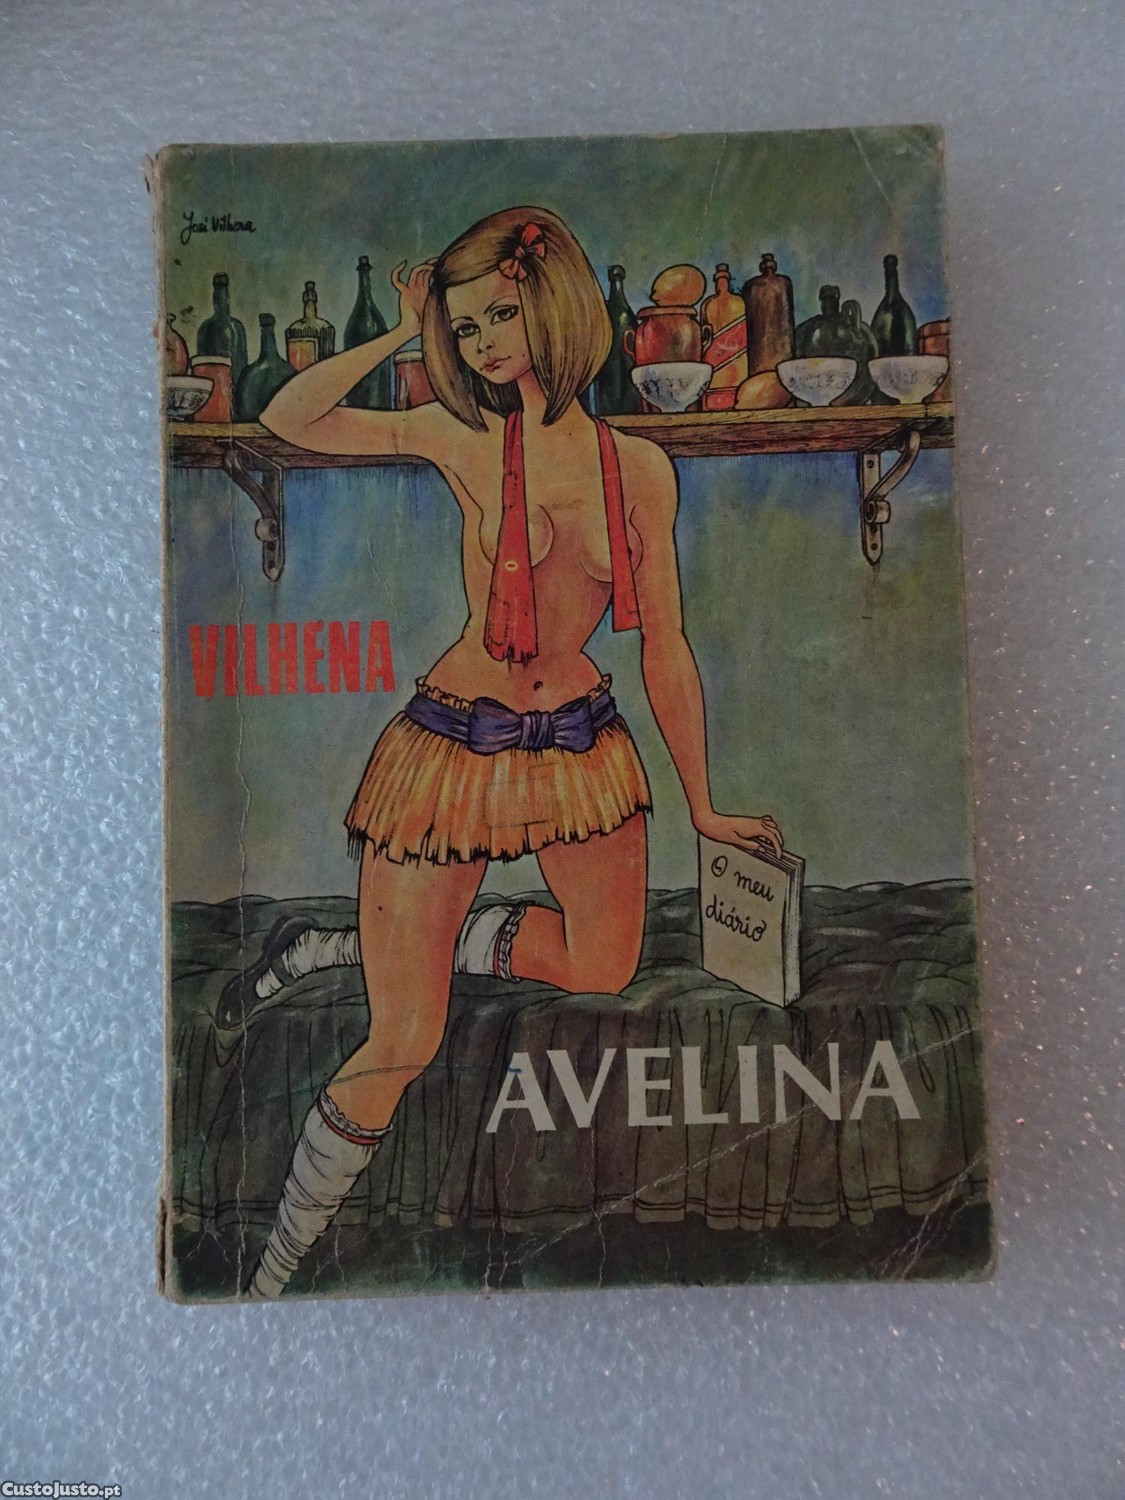 José Vilhena
VILHENA
O meu
diário
AVELINA
CustoJusto.pt